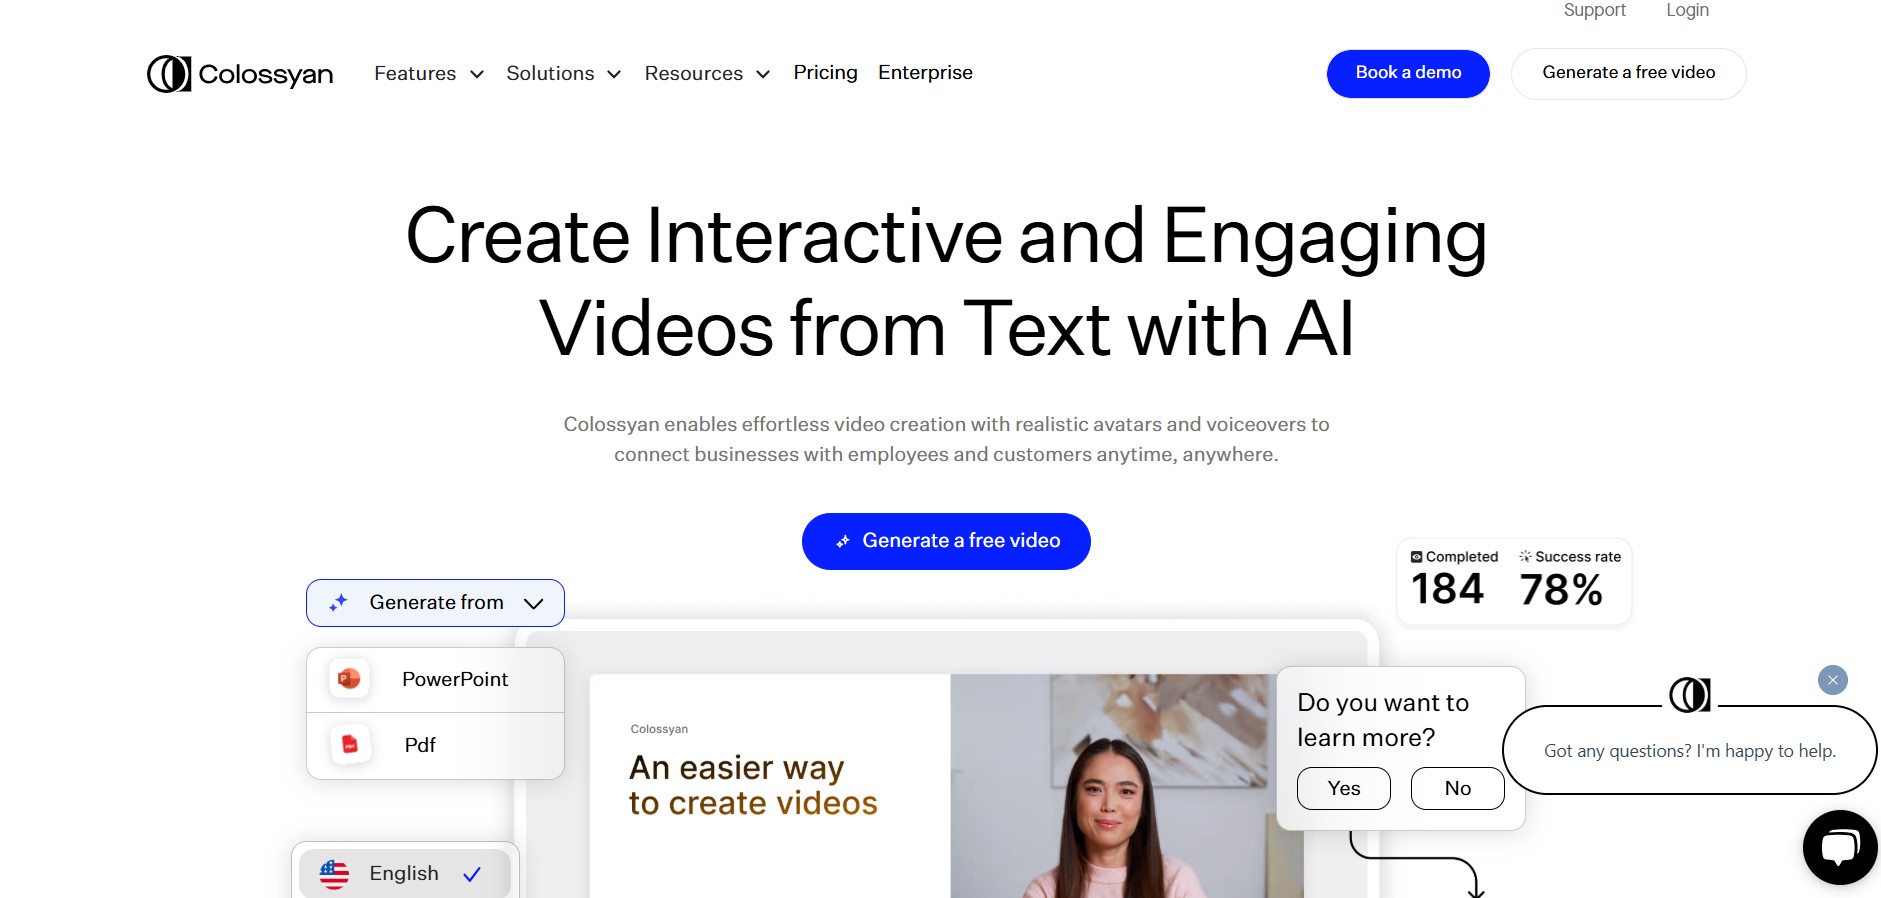 Support Login
Colossyan Features Solutions Resources Pricing Enterprise Book a demo Generate a free video
Create Interactive and Engaging
Videos from Text with AI
Colossyan enables effortless video creation with realistic avatars and voiceovers to
connect businesses with employees and customers anytime, anywhere.
Generate a free video
Completed Success rate
184 78%
Generate from
PowerPoint
Pdf
English
Colossyan
An easier way
to create videos
Do you want to
learn more?
Yes No
Got any questions? I'm happy to help.